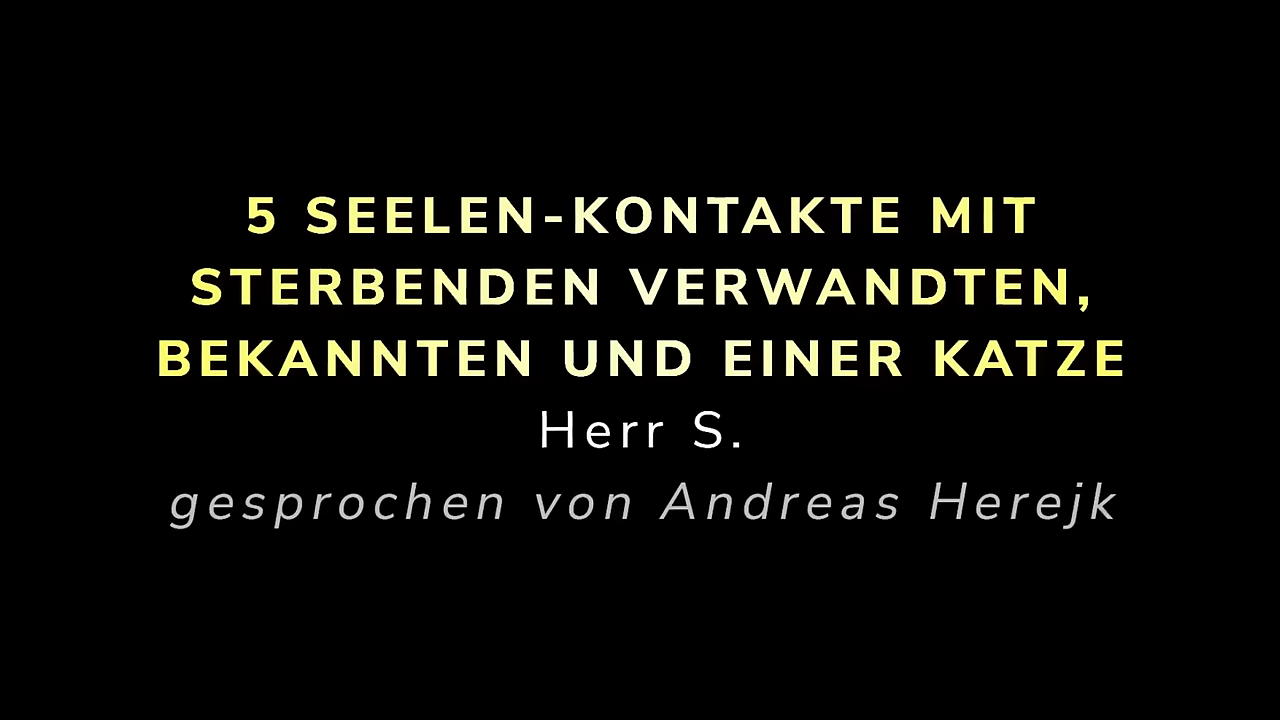 5 SEELEN-KONTAKTE MIT
STERBENDEN VERWANDTEN,
BEKANNTEN UND EINER KATZE
Herr S.
gesprochen von Andreas Herejk